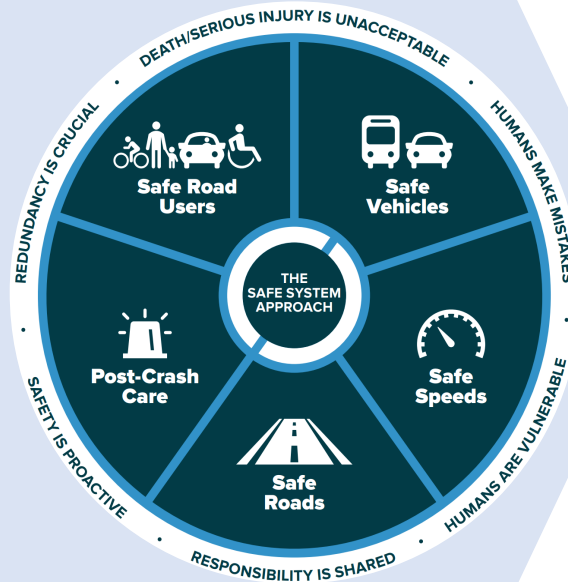 DEATH/SERIOUS INJURY IS UNACCEPTABLE
HUMANS MAKE MISTAKES
HUMANS ARE VULNERABLE
RESPONSIBILITY IS SHARED
SAFETY IS PROACTIVE
REDUNDANCY IS CRUCIAL
Safe Road
Users
Safe
Vehicles
Safe
Speeds
Safe
Roads
Post-Crash
Care
THE
SAFE SYSTEM
APPROACH